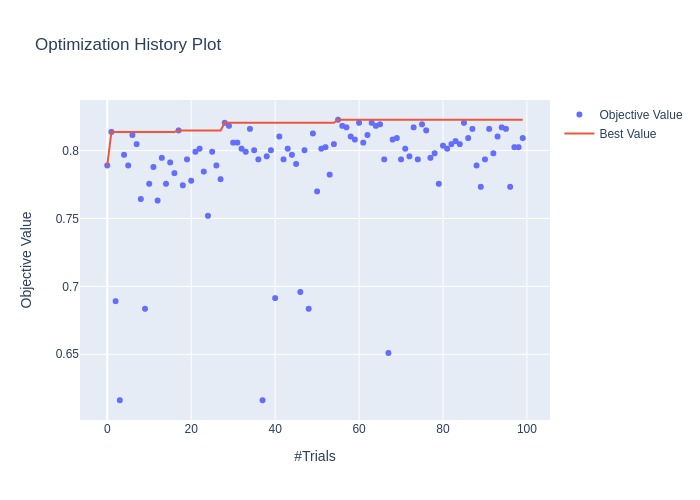 Optimization History Plot
Objective Value
Best Value
0.8
0.75
0.7
0.65
Objective Value
0
20
40
60
80
100
#Trials